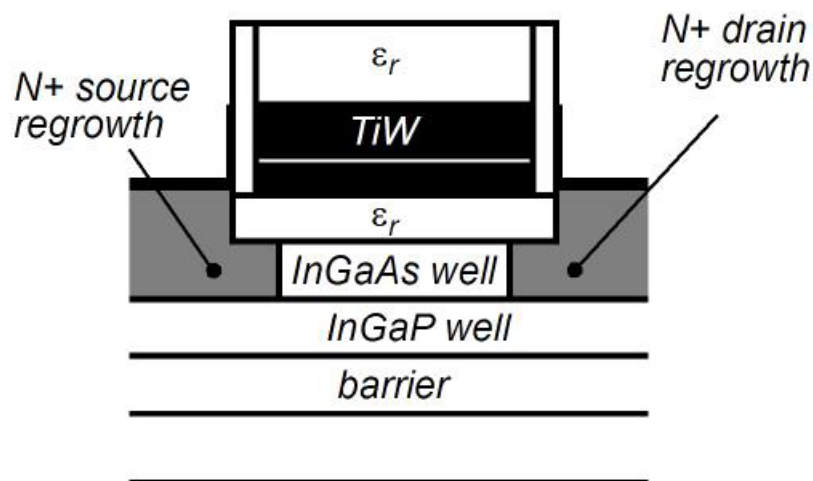 εr
N+ drain
regrowth
N+ source
regrowth
TiW
εr
InGaAs well
InGaP well
barrier